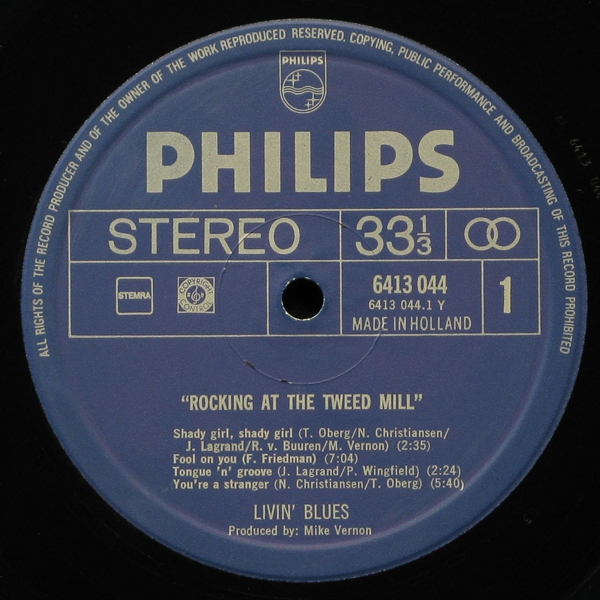 ALL RIGHTS OF THE RECORD PRODUCER AND OF THE OWNER OF THE WORK REPRODUCED RESERVED. COPYING, PUBLIC PERFORMANCE AND BROADCASTING OF THIS RECORD PROHIBITED
PHILIPS
PHILIPS
STEREO 33 1/3
STEMRA
COPYRIGHT CONTROL
6413 044
6413 044.1 Y
MADE IN HOLLAND
1
"ROCKING AT THE TWEED MILL"
Shady girl, shady girl (T. Oberg/N. Christiansen/
J. Lagrand/R. v. Buuren/M. Vernon) (2:35)
Fool on you (F. Friedman) (7:04)
Tongue 'n' groove (J. Lagrand/P. Wingfield) (2:24)
You're a stranger (N. Christiansen/T. Oberg) (5:40)
LIVIN' BLUES
Produced by: Mike Vernon